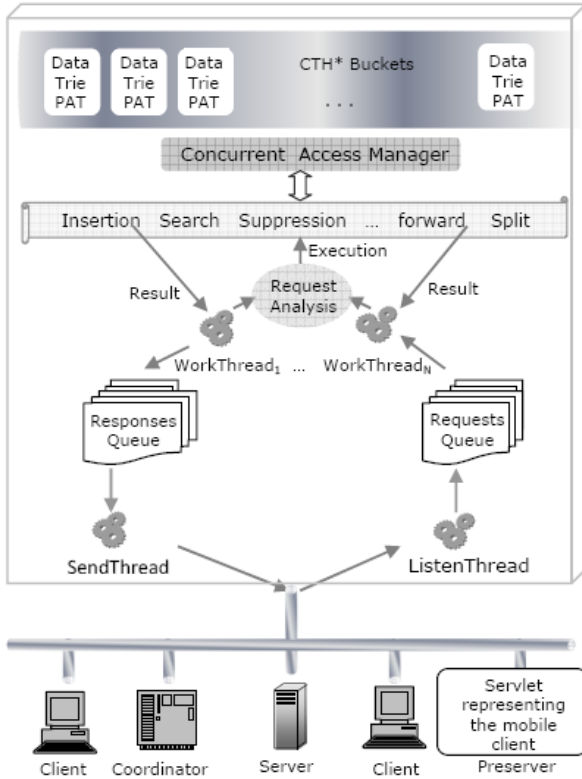 Data Trie PAT
Data Trie PAT
Data Trie PAT
CTH* Buckets
. . .
Data Trie PAT
Concurrent Access Manager
Insertion Search Suppression ... forward Split
Execution
Result
Request
Analysis
Result
WorkThread1 ... WorkThreadN
Responses
Queue
Requests
Queue
SendThread
ListenThread
Client
Coordinator
Server
Client
Servlet
representing
the mobile
client
Preserver